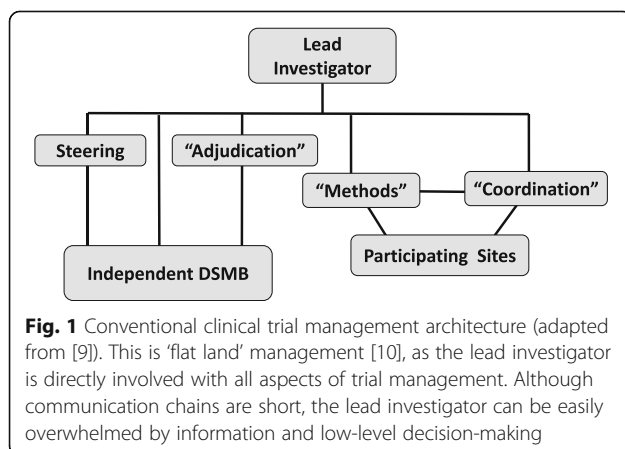 Lead
Investigator
Steering
“Adjudication”
“Methods”
“Coordination”
Independent DSMB
Participating Sites
Fig. 1 Conventional clinical trial management architecture (adapted
from [9]). This is ‘flat land’ management [10], as the lead investigator
is directly involved with all aspects of trial management. Although
communication chains are short, the lead investigator can be easily
overwhelmed by information and low-level decision-making